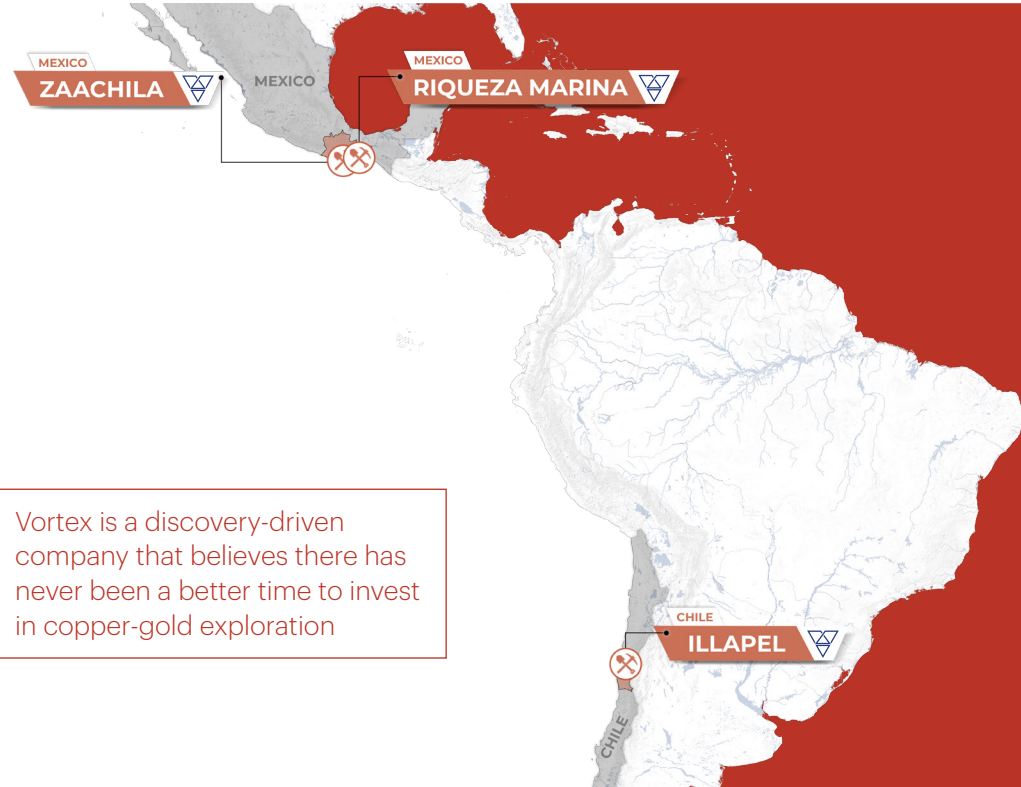 MEXICO
ZAACHILA
MEXICO
MEXICO
RIQUEZA MARINA
Vortex is a discovery-driven
company that believes there has
never been a better time to invest
in copper-gold exploration
CHILE
ILLAPEL
CHILE